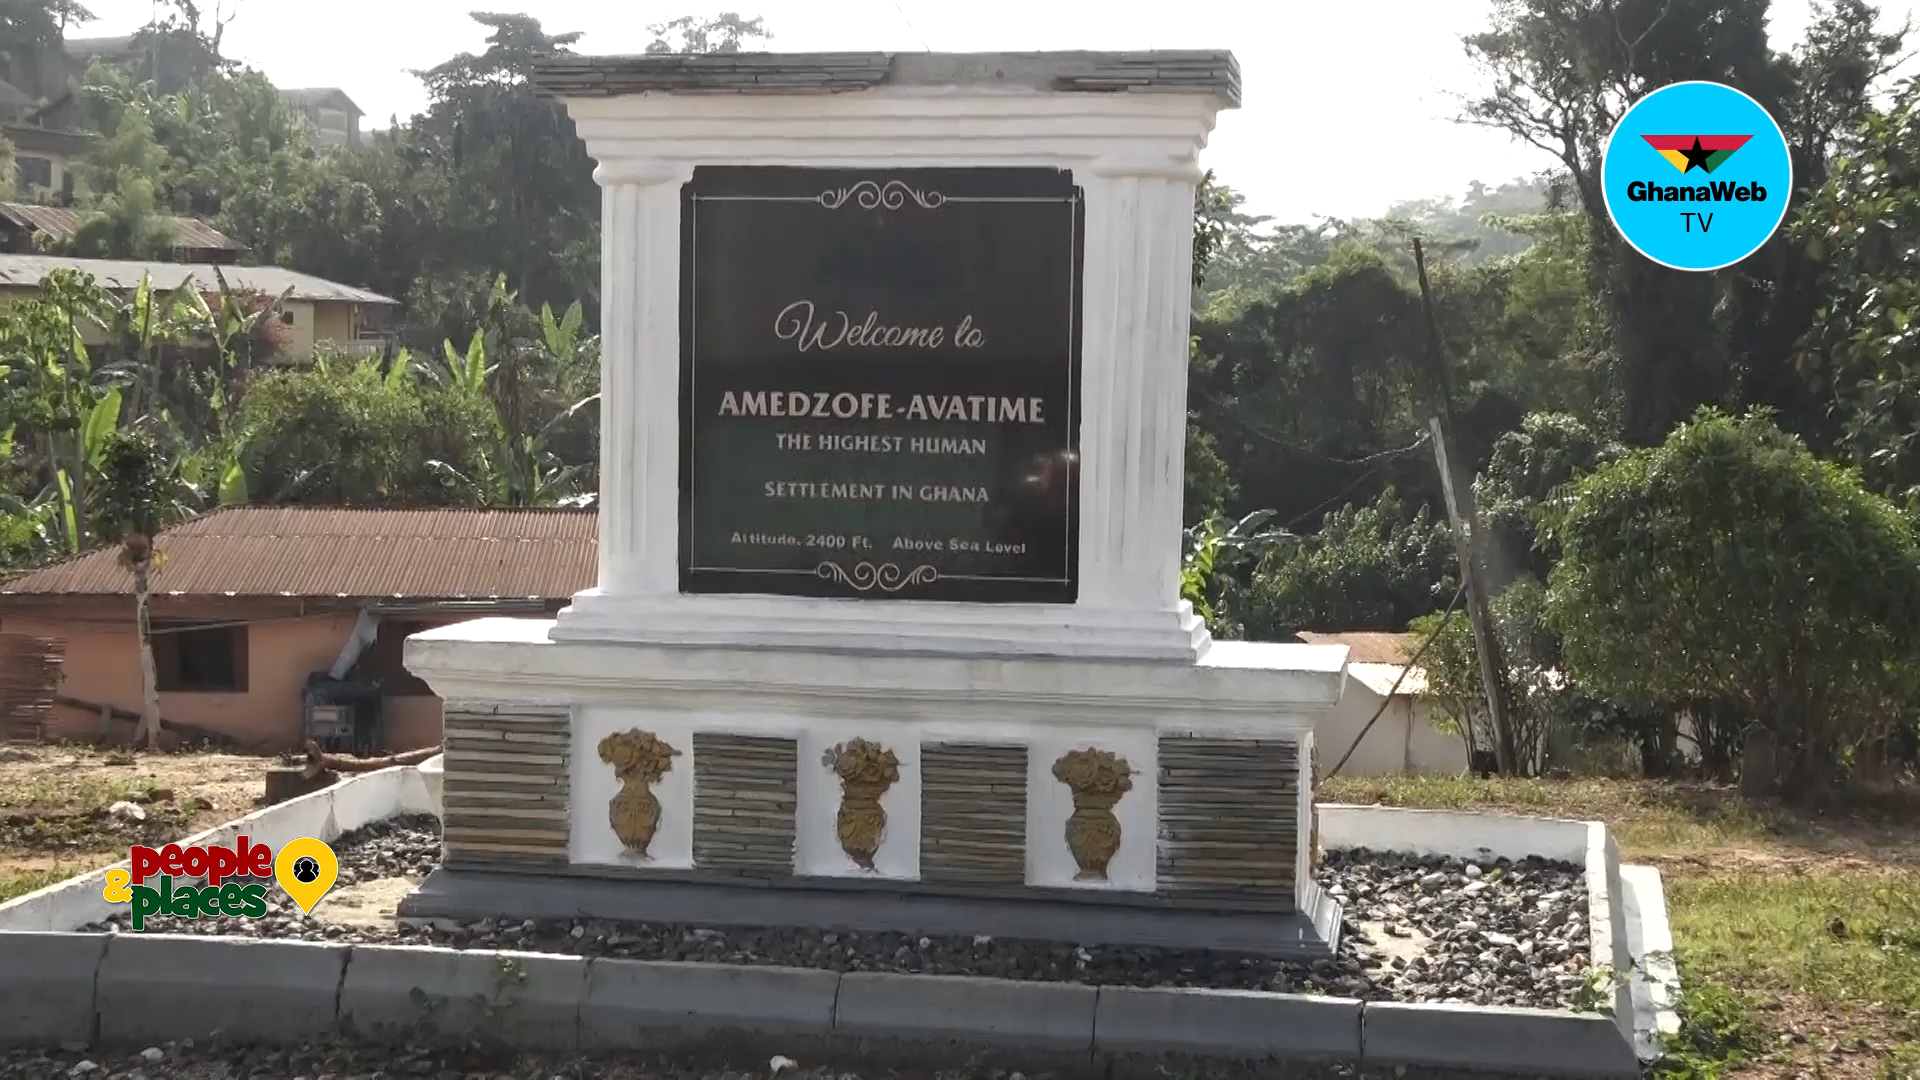 GhanaWeb
TV
Welcome to
AMEDZOFE-AVATIME
THE HIGHEST HUMAN
SETTLEMENT IN GHANA
Altitude. 2400 Ft. Above Sea Level
people
& places